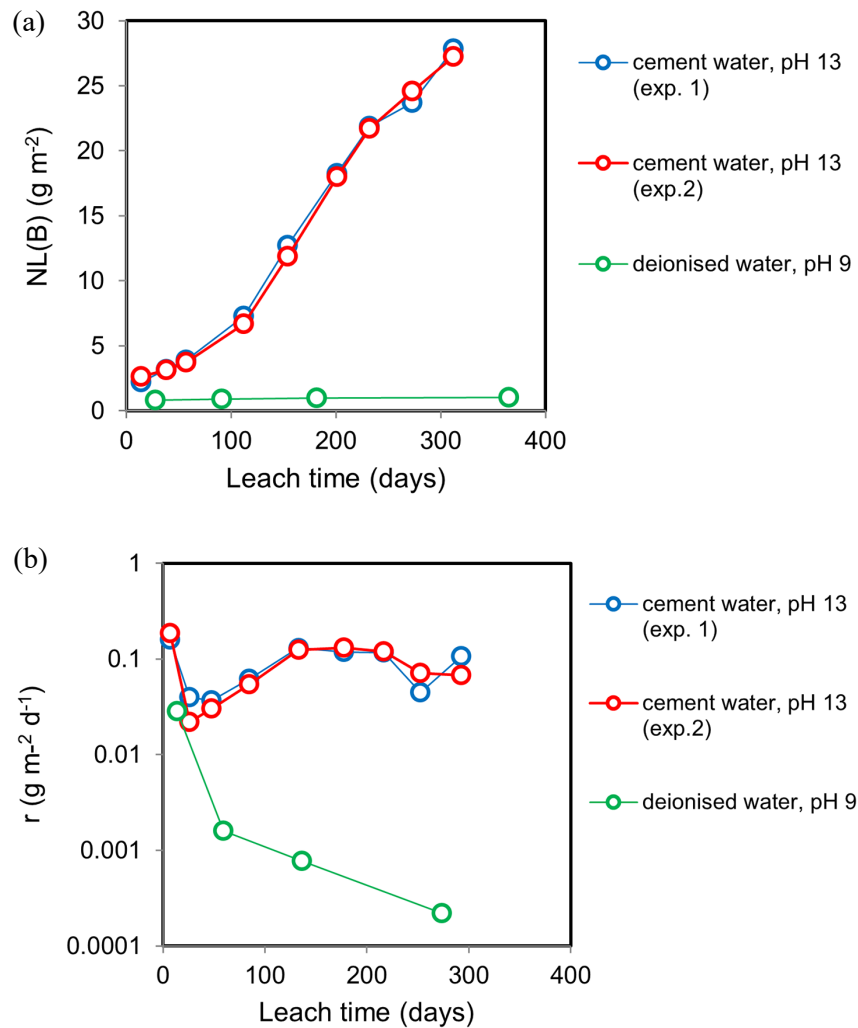 (a)
30
25
20
15
10
5
0
NL(B) (g m-2)
0 100 200 300 400
Leach time (days)
cement water, pH 13
(exp. 1)
cement water, pH 13
(exp.2)
deionised water, pH 9
(b)
1
0.1
0.01
0.001
0.0001
r (g m-2 d-1)
0 100 200 300 400
Leach time (days)
cement water, pH 13
(exp. 1)
cement water, pH 13
(exp.2)
deionised water, pH 9